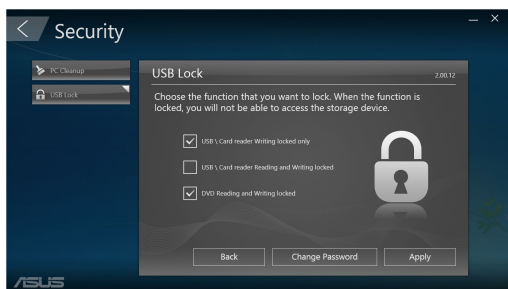 Security
PC Cleanup
USB Lock
USB Lock
2.00.12
Choose the function that you want to lock. When the function is
locked, you will not be able to access the storage device.
USB \ Card reader Writing locked only
USB \ Card reader Reading and Writing locked
DVD Reading and Writing locked
Back
Change Password
Apply
ASUS